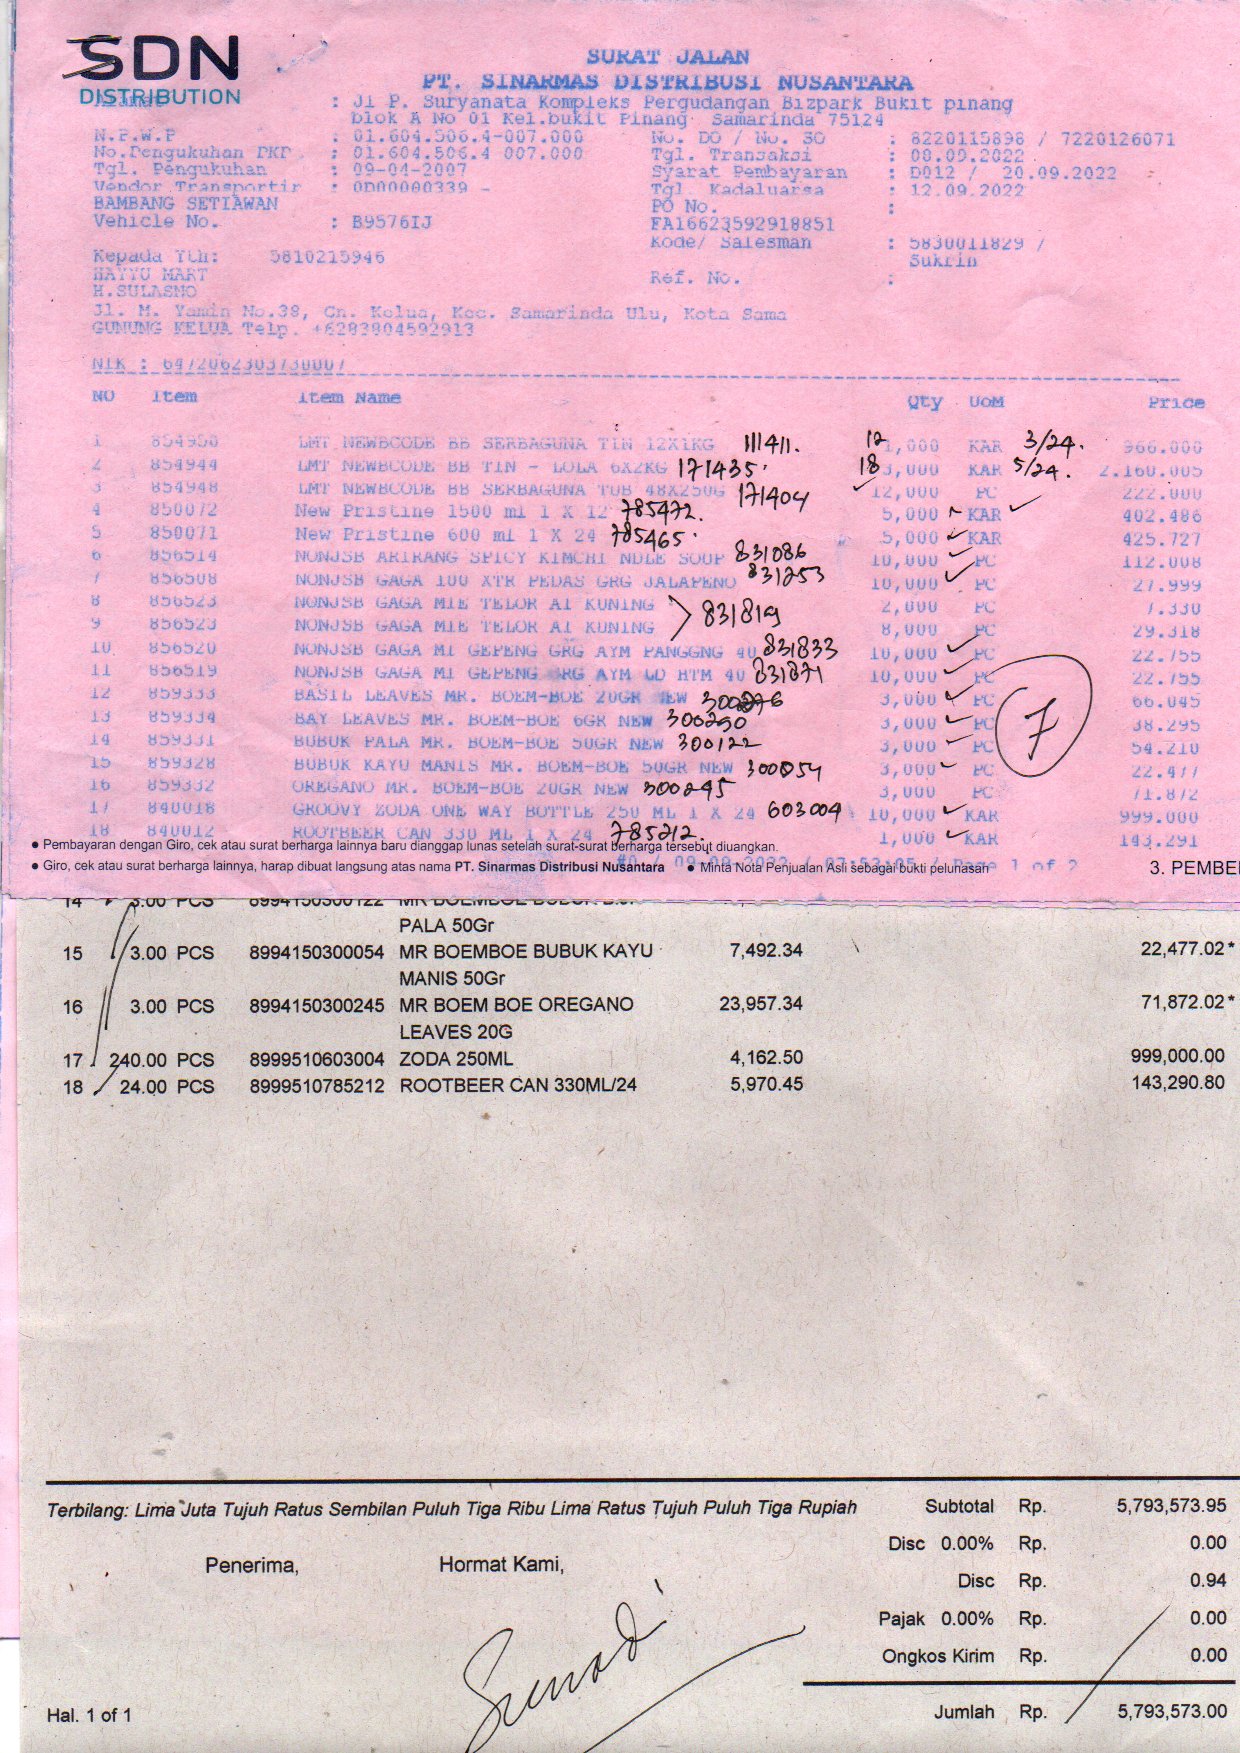 SDN
DISTRIBUTION
SURAT JALAN
PT. SINARMAS DISTRIBUSI NUSANTARA
: Jl P. Suryanata Kompleks Pergudangan Bizpark Bukit pinang
blok A No 01 Kel.bukit Pinang Samarinda 75124
N.P.W.P : 01.604.506.4-007.000 No. DO / No. SO : 8220115898 / 7220126071
No.Pengukuhan PKP : 01.604.506.4 007.000 Tgl. Transaksi : 08.09.2022
Tgl. Pengukuhan : 09-04-2007 Syarat Pembayaran : D012 / 20.09.2022
Vendor Transportir : OD00000339 - Tgl. Kadaluarsa : 12.09.2022
BAMBANG SETIAWAN PO No. :
Vehicle No. : B9576IJ FA16623592918851
Kode/ Salesman : 5830011829 /
Kepada Yth: 5810215946 Sukrin
HAYYU MART Ref. No. :
H.SULASNO
Jl. M. Yamin No.38, Gn. Kelua, Kec. Samarinda Ulu, Kota Sama
GUNUNG KELUA Telp. +6283804592913
NIK : 6472062303730007
NO Item Item Name Qty UoM Price
1 854950 LMT NEWBCODE BB SERBAGUNA TIN 12X1KG 111411. 12 1,000 KAR 3/24. 966.000
2 854944 LMT NEWBCODE BB TIN - LOLA 6X2KG 171435. 18 3,000 KAR 5/24. 2.160.005
3 854948 LMT NEWBCODE BB SERBAGUNA TUB 48X250G 171404 12,000 PC 222.000
4 850072 New Pristine 1500 ml 1 X 12 785472. 5,000 KAR 402.486
5 850071 New Pristine 600 ml 1 X 24 785465. 5,000 KAR 425.727
6 856514 NONJSB ARIRANG SPICY KIMCHI NDLE SOUP 831086 10,000 PC 112.008
7 856508 NONJSB GAGA 100 XTR PEDAS GRG JALAPENO 831253 10,000 PC 27.999
8 856523 NONJSB GAGA MIE TELOR A1 KUNING 2,000 PC 7.330
831819
9 856523 NONJSB GAGA MIE TELOR A1 KUNING 8,000 PC 29.318
10 856520 NONJSB GAGA MI GEPENG GRG AYM PANGGNG 40 831833 10,000 PC 22.755
11 856519 NONJSB GAGA MI GEPENG GRG AYM LD HTM 40 831871 10,000 PC 22.755
12 859333 BASIL LEAVES MR. BOEM-BOE 20GR NEW 300276 3,000 PC 66.045
13 859334 BAY LEAVES MR. BOEM-BOE 6GR NEW 300290 3,000 PC 38.295
14 859331 BUBUK PALA MR. BOEM-BOE 50GR NEW 300122 3,000 PC 54.210
15 859328 BUBUK KAYU MANIS MR. BOEM-BOE 50GR NEW 300054 3,000 PC 22.477
16 859332 OREGANO MR. BOEM-BOE 20GR NEW 300245 3,000 PC 71.872
17 840018 GROOVY ZODA ONE WAY BOTTLE 250 ML 1 X 24 603004 10,000 KAR 999.000
18 840012 ROOTBEER CAN 330 ML 1 X 24 785212. 1,000 KAR 143.291
7
● Pembayaran dengan Giro, cek atau surat berharga lainnya baru dianggap lunas setelah surat-surat berharga tersebut diuangkan.
#0 / 09.09.2022 / 07:53:05 / Page 1 of 2
● Giro, cek atau surat berharga lainnya, harap dibuat langsung atas nama PT. Sinarmas Distribusi Nusantara ● Minta Nota Penjualan Asli sebagai bukti pelunasan 3. PEMBE
14 3.00 PCS 8994150300122 MR BOEMBOE BUBUK
PALA 50Gr
15 3.00 PCS 8994150300054 MR BOEMBOE BUBUK KAYU 7,492.34 22,477.02*
MANIS 50Gr
16 3.00 PCS 8994150300245 MR BOEM BOE OREGANO 23,957.34 71,872.02*
LEAVES 20G
17 240.00 PCS 8999510603004 ZODA 250ML 4,162.50 999,000.00
18 24.00 PCS 8999510785212 ROOTBEER CAN 330ML/24 5,970.45 143,290.80
Terbilang: Lima Juta Tujuh Ratus Sembilan Puluh Tiga Ribu Lima Ratus Tujuh Puluh Tiga Rupiah Subtotal Rp. 5,793,573.95
Disc 0.00% Rp. 0.00
Penerima, Hormat Kami,
Disc Rp. 0.94
Pajak 0.00% Rp. 0.00
Ongkos Kirim Rp. 0.00
Hal. 1 of 1 Jumlah Rp. 5,793,573.00